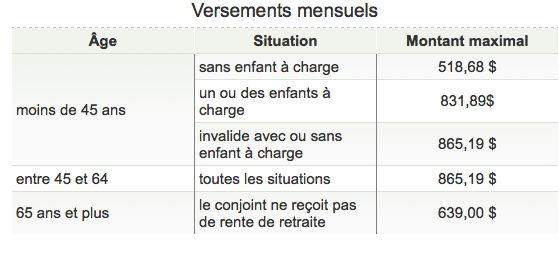 Versements mensuels
Âge Situation Montant maximal
moins de 45 ans
sans enfant à charge 518,68 $
un ou des enfants à
charge
831,89$
invalide avec ou sans
enfant à charge
865,19 $
entre 45 et 64 toutes les situations 865,19 $
65 ans et plus
le conjoint ne reçoit pas
de rente de retraite
639,00 $